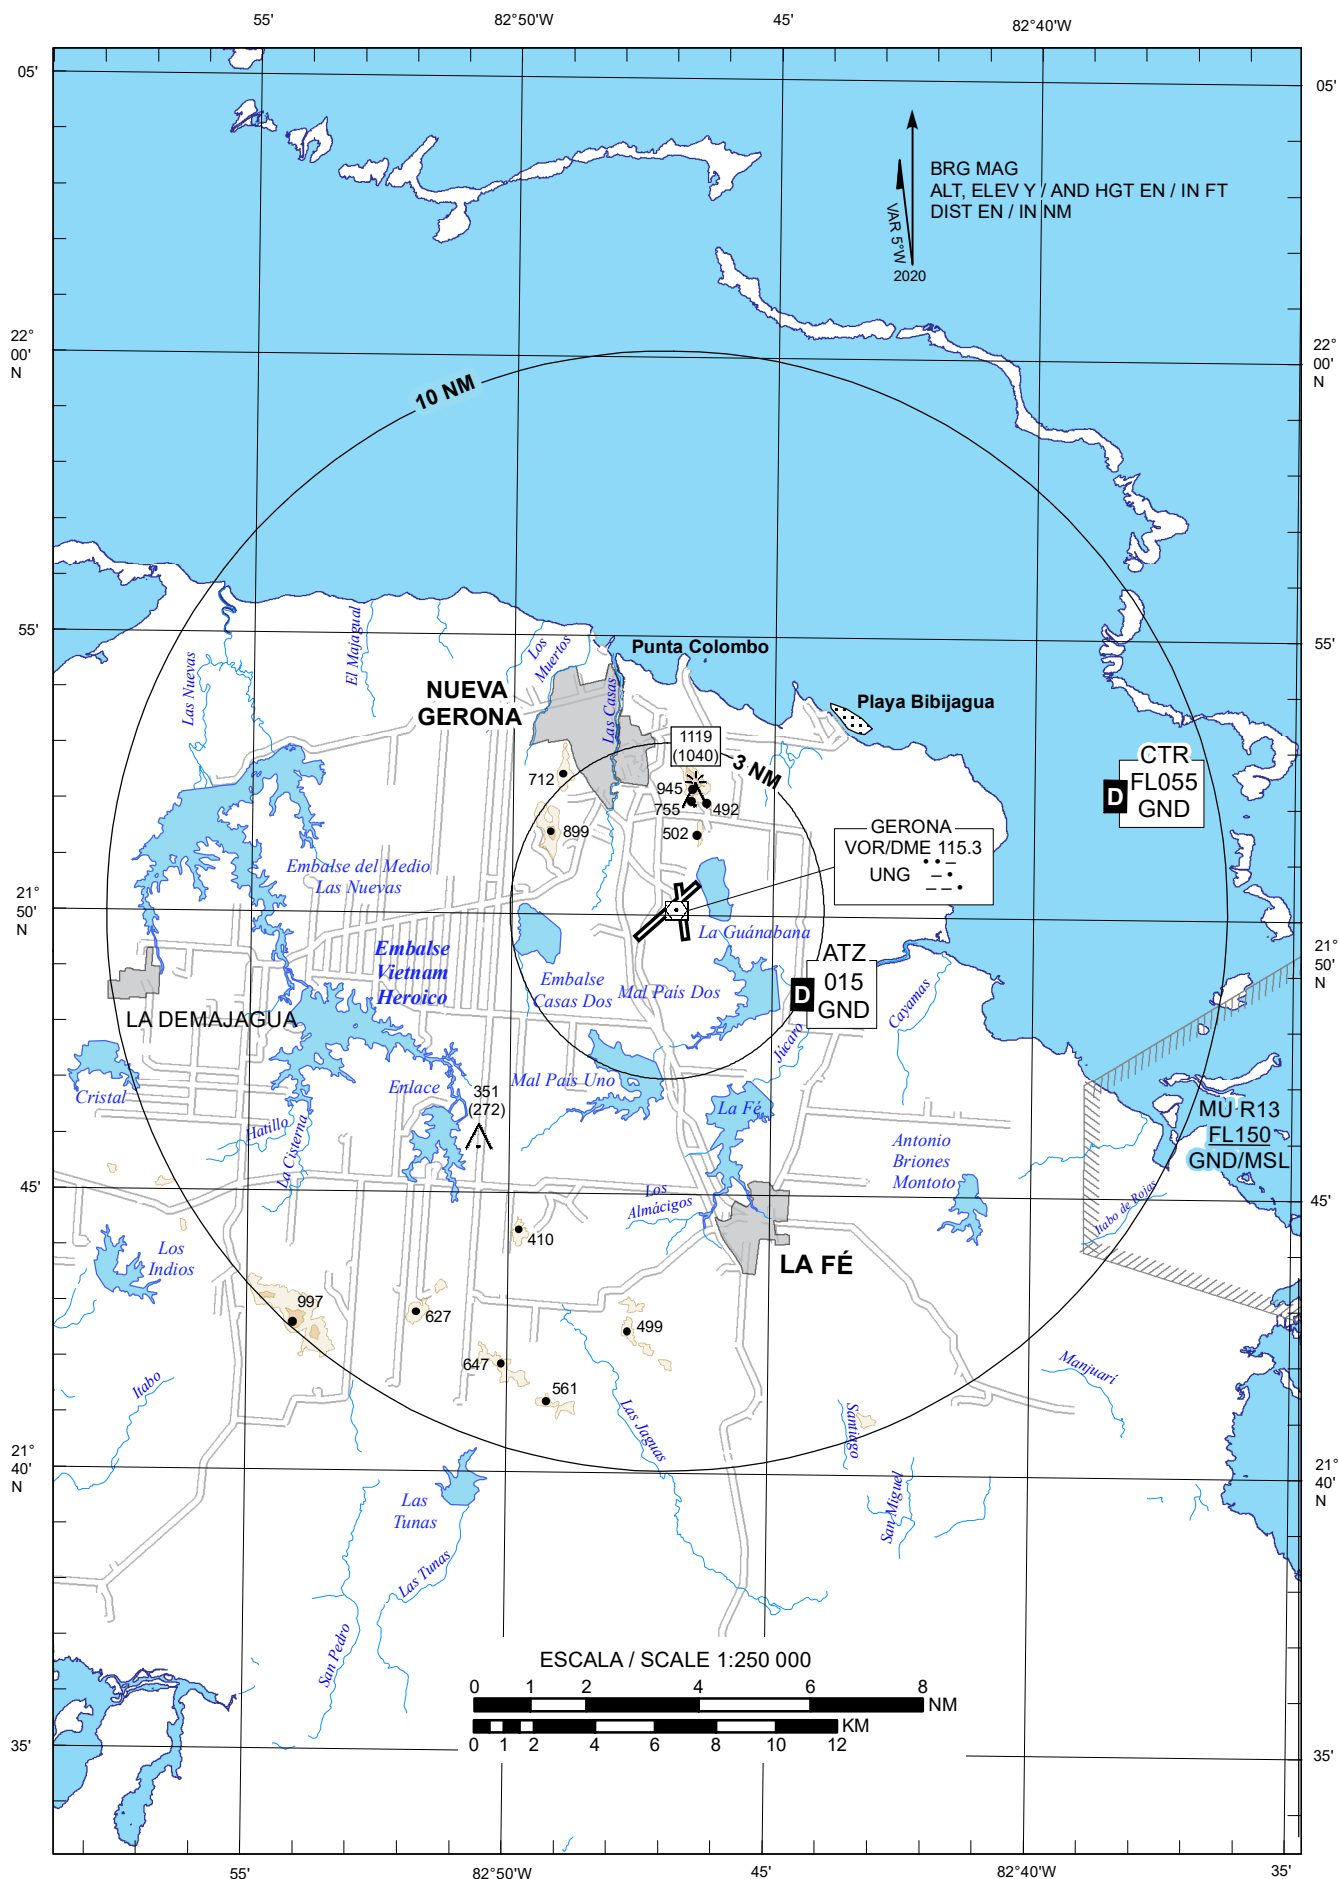 55'
82°50'W
45'
82°40'W
05'
05'
BRG MAG
ALT, ELEV Y / AND HGT EN / IN FT
DIST EN / IN NM
VAR 5°W
2020
22°
00'
N
22°
00'
N
10 NM
55'
55'
Los
Muertos
Punta Colombo
El Majagual
Las Nuevas
Las Casas
NUEVA
GERONA
Playa Bibijagua
1119
(1040)
3 NM
CTR
FL055
GND
D
712
945
755
492
899
502
GERONA
VOR/DME 115.3
UNG
Embalse del Medio
Las Nuevas
21°
50'
N
21°
50'
N
La Guánabana
Embalse
Vietnam
Heroico
ATZ
015
GND
D
Embalse
Casas Dos
Mal País Dos
Cayamas
LA DEMAJAGUA
Júcaro
Cristal
Enlace
Mal País Uno
351
(272)
La Fé
MU R13
FL150
GND/MSL
Hatillo
La Cisterna
Antonio
Briones
Montoto
45'
45'
Los
Almácigos
Itabo de Rojas
410
Los
Indios
LA FÉ
997
627
499
647
Manjuarí
Itabo
561
Las Jaguas
Santiago
21°
40'
N
21°
40'
N
Las
Tunas
San Miguel
Las Tunas
San Pedro
ESCALA / SCALE 1:250 000
0 1 2 4 6 8 NM
KM
0 1 2 4 6 8 10 12
35'
35'
55'
82°50'W
45'
82°40'W
35'